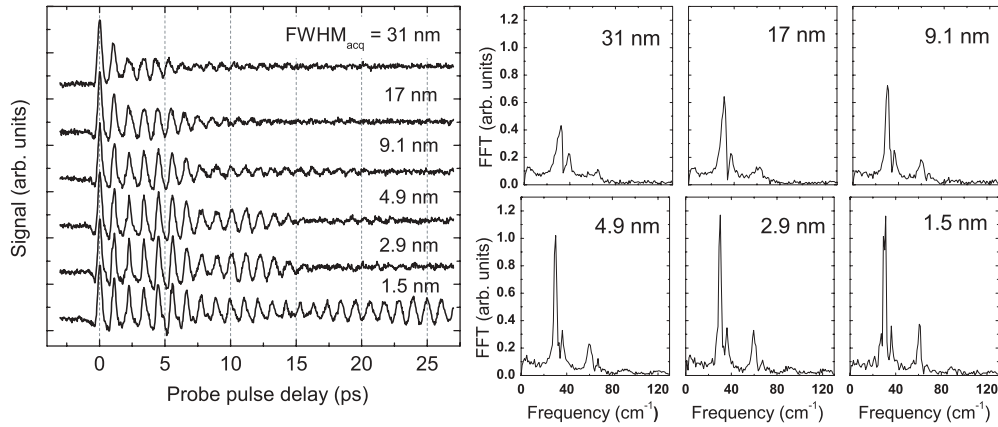 FWHM_acq = 31 nm
17 nm
9.1 nm
4.9 nm
2.9 nm
1.5 nm
Signal (arb. units)
0 5 10 15 20 25
Probe pulse delay (ps)
31 nm
17 nm
9.1 nm
FFT (arb. units)
1.2
0.8
0.6
0.4
0.2
0.0
4.9 nm
2.9 nm
1.5 nm
FFT (arb. units)
1.2
1.0
0.8
0.6
0.4
0.2
0.0
0 40 80 120
0 40 80 120
0 40 80 120
Frequency (cm⁻¹)
Frequency (cm⁻¹)
Frequency (cm⁻¹)